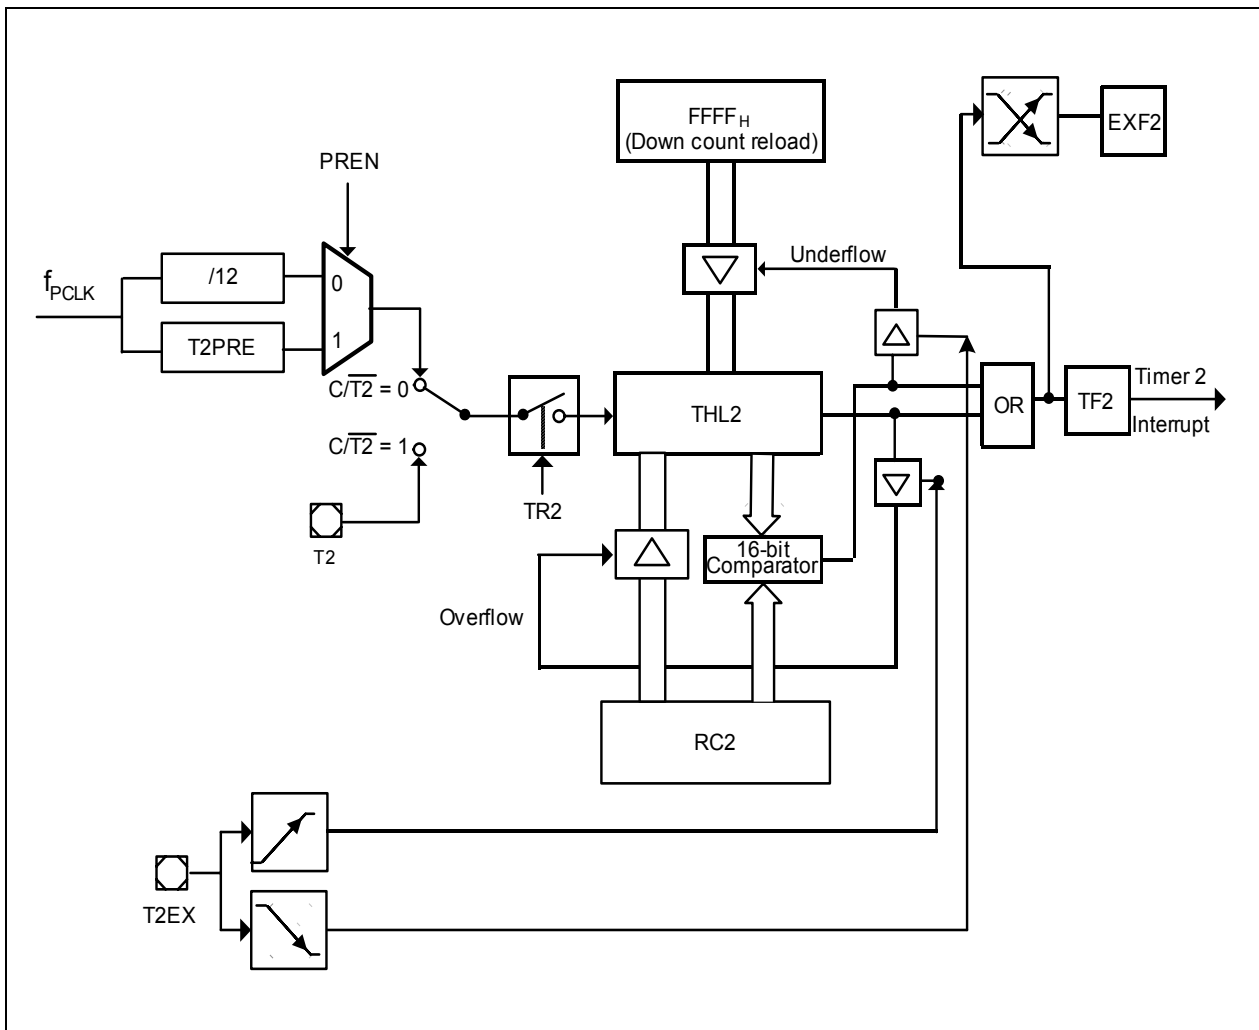 FFFF H
(Down count reload)
EXF2
PREN
Underflow
fPCLK
/12
0
T2PRE
1
C/T2̅ = 0
THL2
OR
TF2
Timer 2
Interrupt
C/T2̅ = 1
TR2
T2
16-bit
Comparator
Overflow
RC2
T2EX